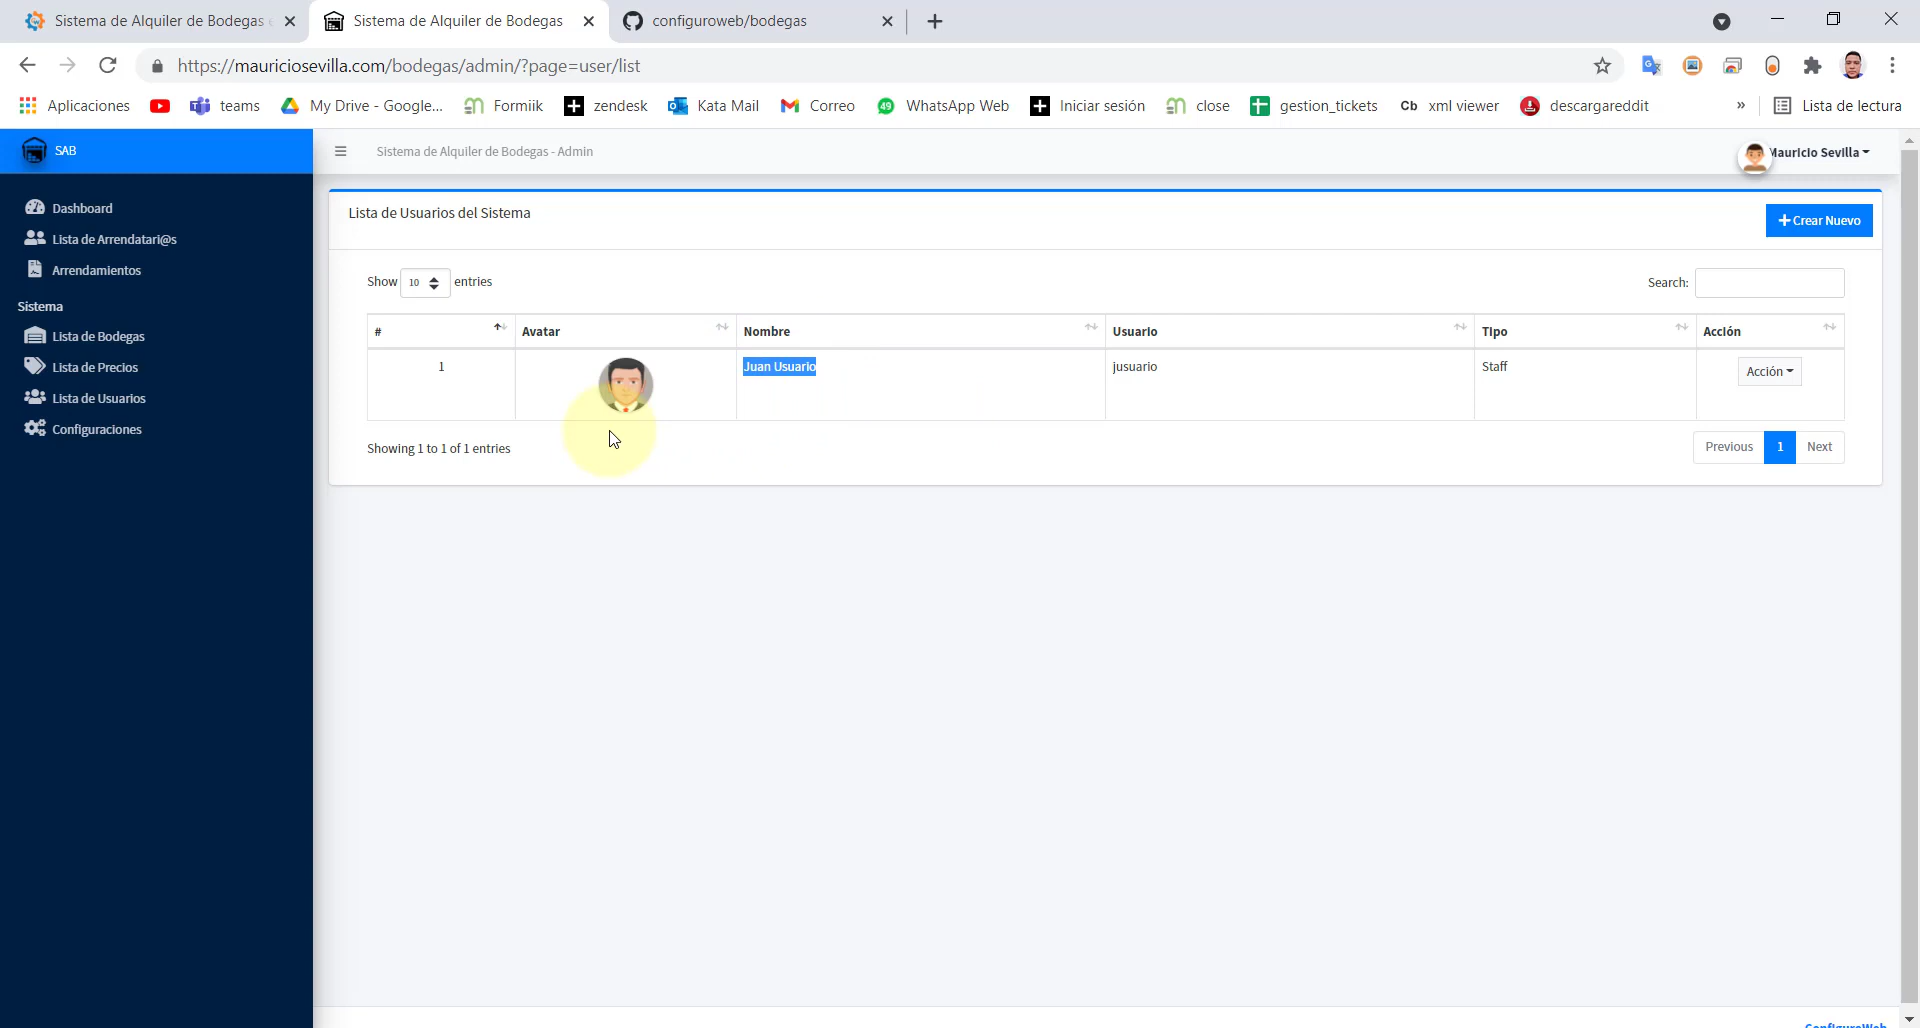 Sistema de Alquiler de Bodegas
Sistema de Alquiler de Bodegas
configuroweb/bodegas
https://mauriciosevilla.com/bodegas/admin/?page=user/list
Aplicaciones
teams
My Drive - Google...
Formiik
zendesk
Kata Mail
Correo
49
WhatsApp Web
Iniciar sesión
close
gestion_tickets
Cb xml viewer
descargareddit
»
Lista de lectura
SAB
Sistema de Alquiler de Bodegas - Admin
Mauricio Sevilla
Dashboard
Lista de Arrendatari@s
Arrendamientos
Sistema
Lista de Bodegas
Lista de Precios
Lista de Usuarios
Configuraciones
Lista de Usuarios del Sistema
+ Crear Nuevo
Show 10 entries
Search:
# Avatar Nombre Usuario Tipo Acción
1 Juan Usuario jusuario Staff Acción
Showing 1 to 1 of 1 entries
Previous 1 Next
ConfiguroWeb